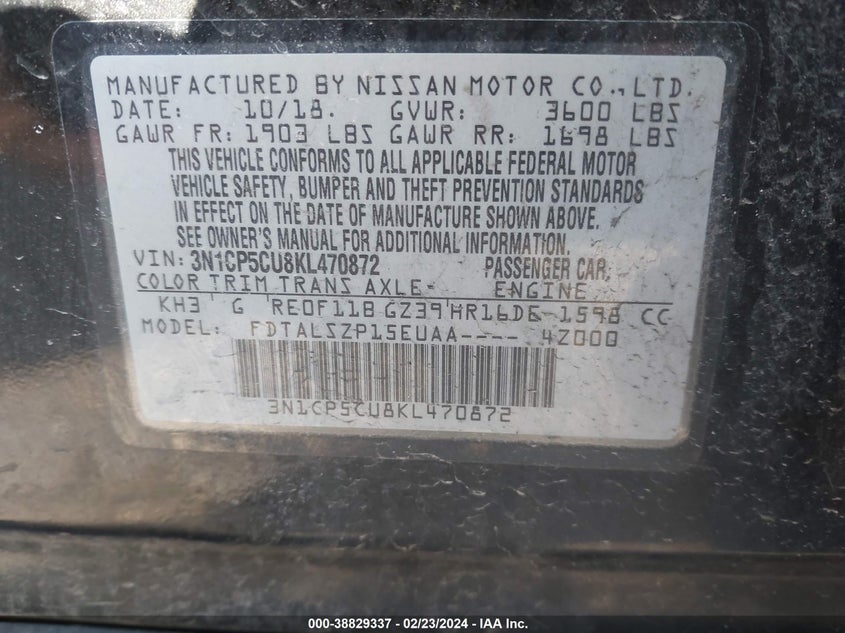 MANUFACTURED BY NISSAN MOTOR CO., LTD.
DATE: 10/18. GVWR: 3600 LBS
GAWR FR: 1903 LBS GAWR RR: 1698 LBS
THIS VEHICLE CONFORMS TO ALL APPLICABLE FEDERAL MOTOR
VEHICLE SAFETY, BUMPER AND THEFT PREVENTION STANDARDS
IN EFFECT ON THE DATE OF MANUFACTURE SHOWN ABOVE.
SEE OWNER'S MANUAL FOR ADDITIONAL INFORMATION.
VIN: 3N1CP5CU8KL470872 PASSENGER CAR
COLOR TRIM TRANS AXLE ENGINE
KH3 G RE0F11B GZ39 HR16DE 1598 CC
MODEL: FDTALSZP15EUAA---- 4Z000
3N1CP5CU8KL470872
000-38829337 - 02/23/2024 - IAA Inc.